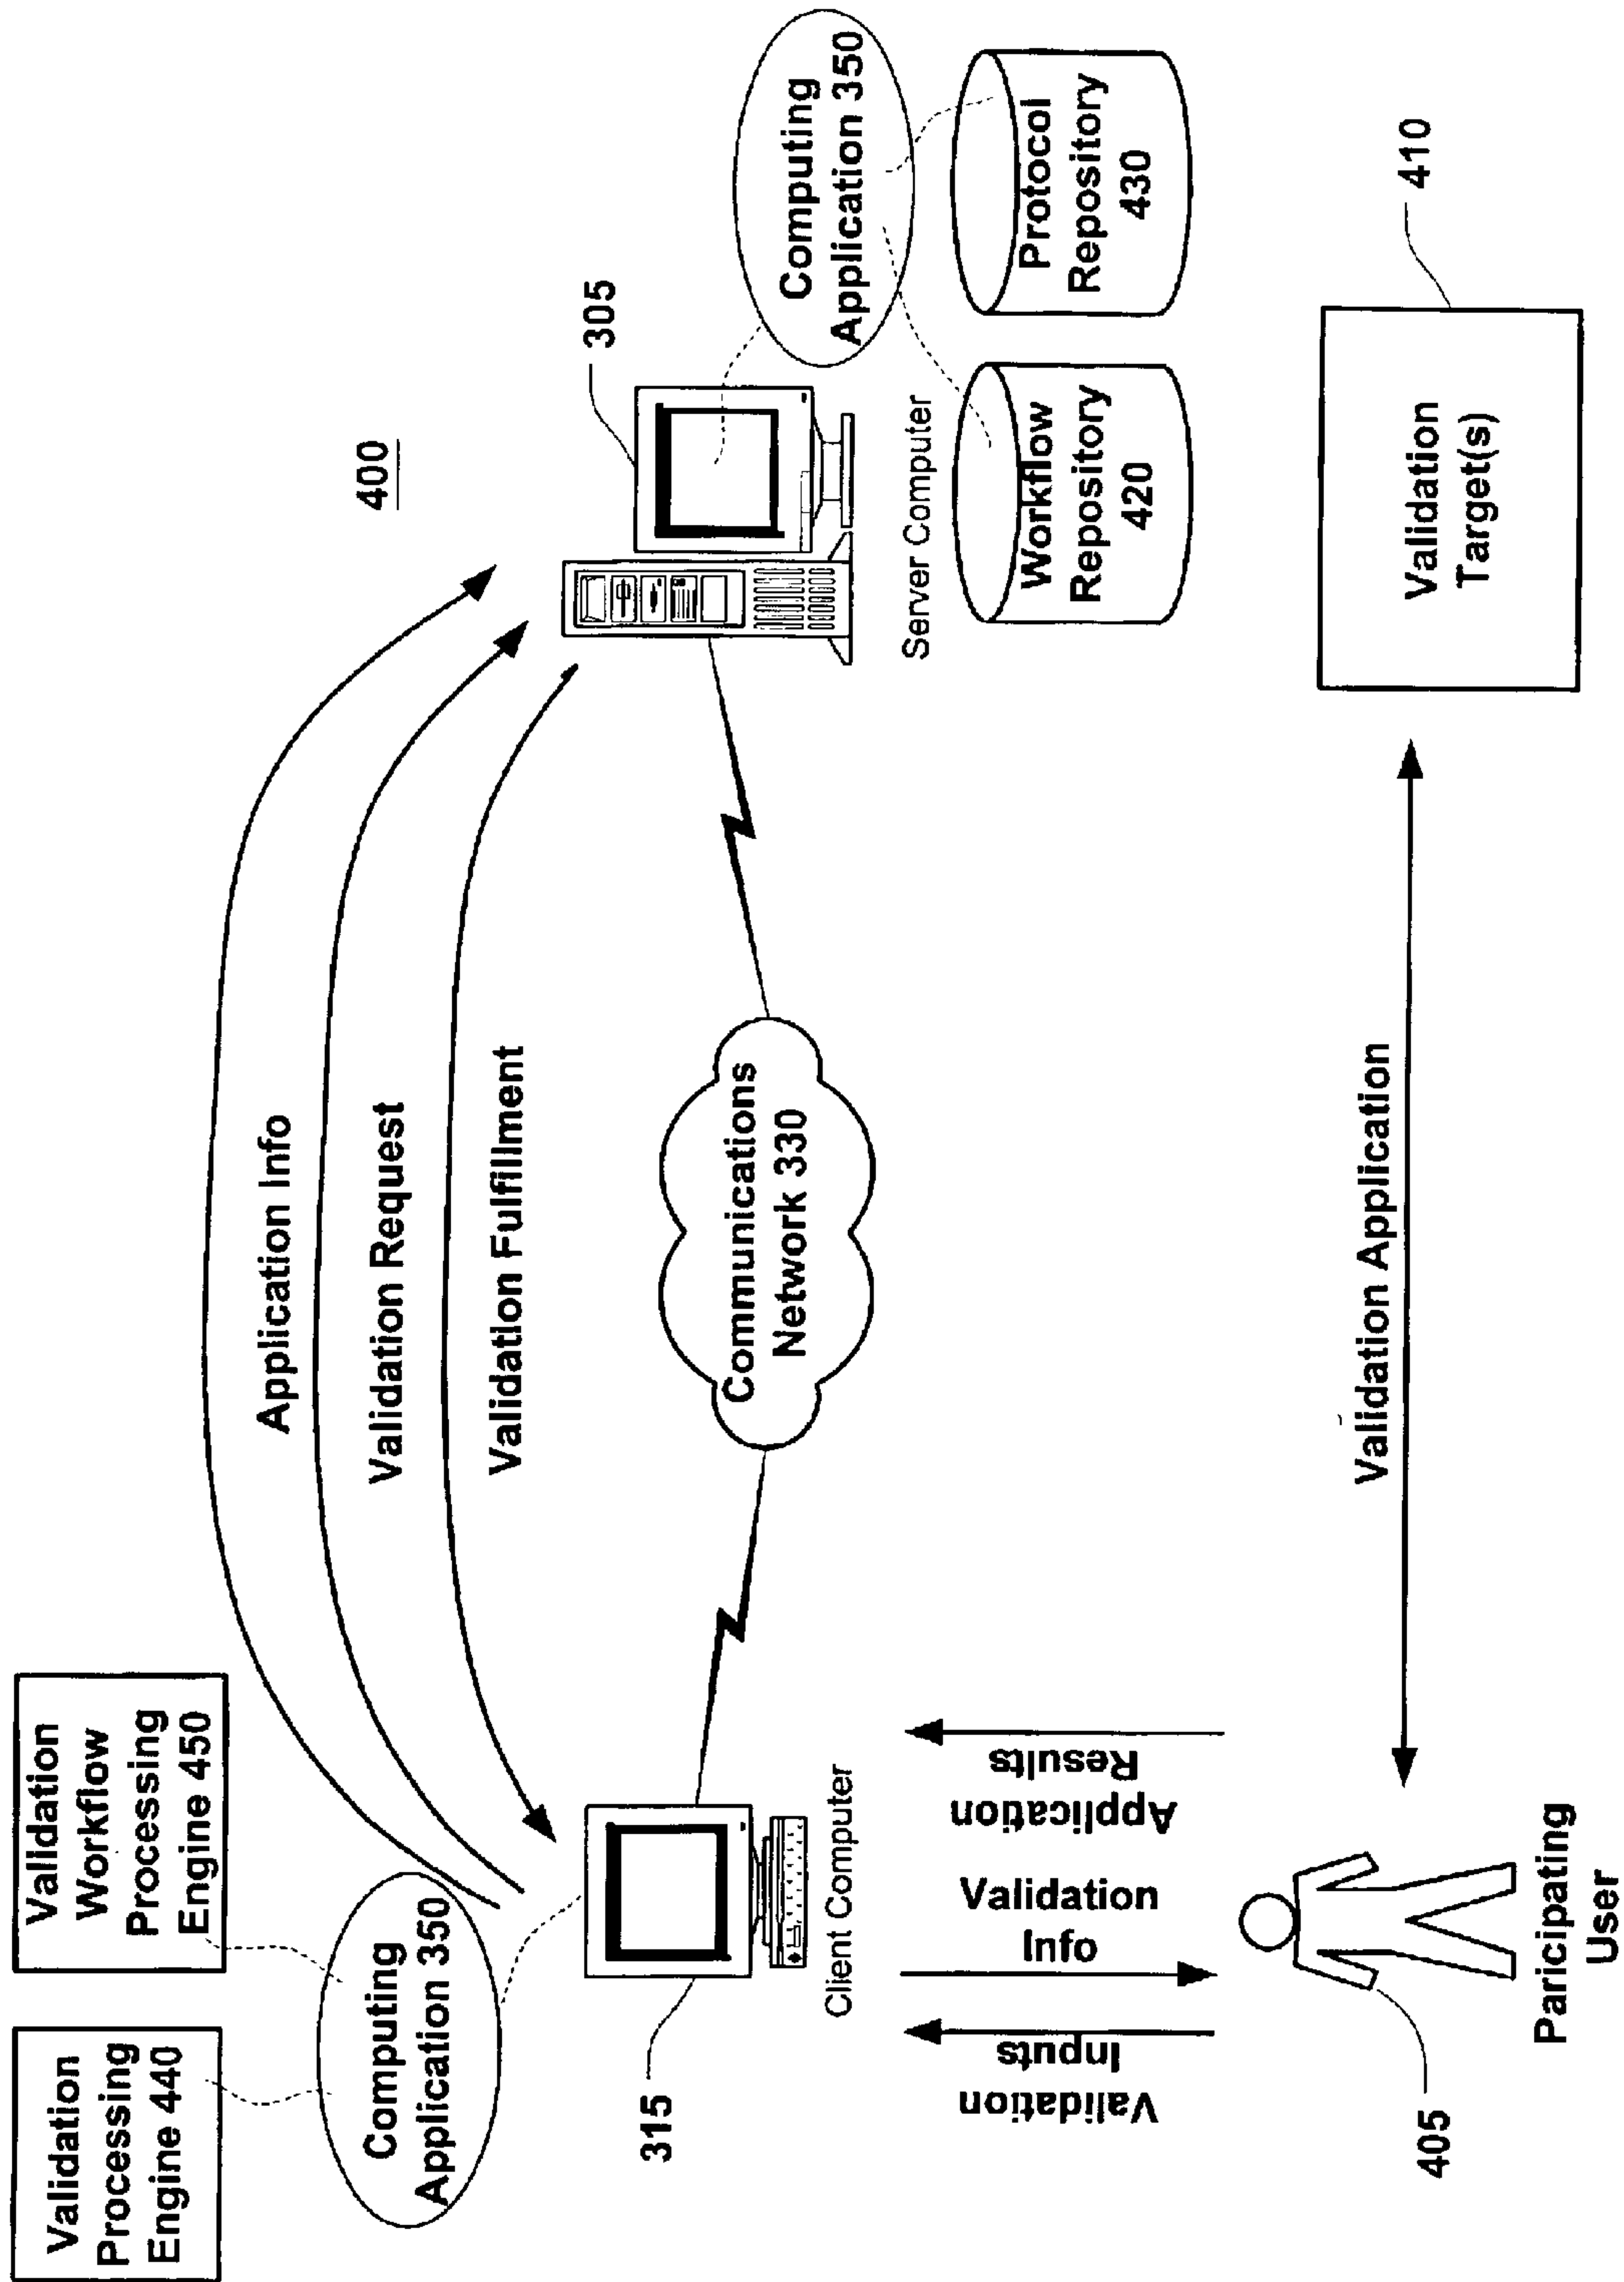 Validation
Processing
Engine 440
Validation
Workflow
Processing
Engine 450
Computing
Application 350
400
Application Info
Validation Request
Validation Fulfillment
315
Client Computer
Communications
Network 330
305
Server Computer
Computing
Application 350
Workflow
Repository
420
Protocol
Repository
430
Validation
Inputs
Validation
Info
Application
Results
405
Paricipating
User
Validation Application
Validation
Target(s)
410